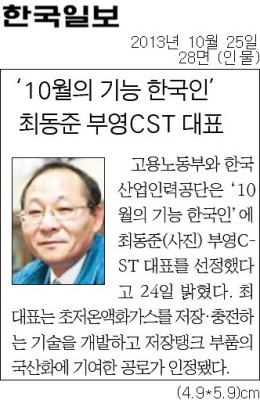 한국일보
2013년 10월 25일
28면 (인물)
‘10월의 기능 한국인’
최동준 부영CST 대표
고용노동부와 한국
산업인력공단은 ‘10
월의 기능 한국인’에
최동준(사진) 부영C-
ST 대표를 선정했다
고 24일 밝혔다. 최
대표는 초저온액화가스를 저장·충전하
는 기술을 개발하고 저장탱크 부품의
국산화에 기여한 공로가 인정됐다.
(4.9*5.9)cm